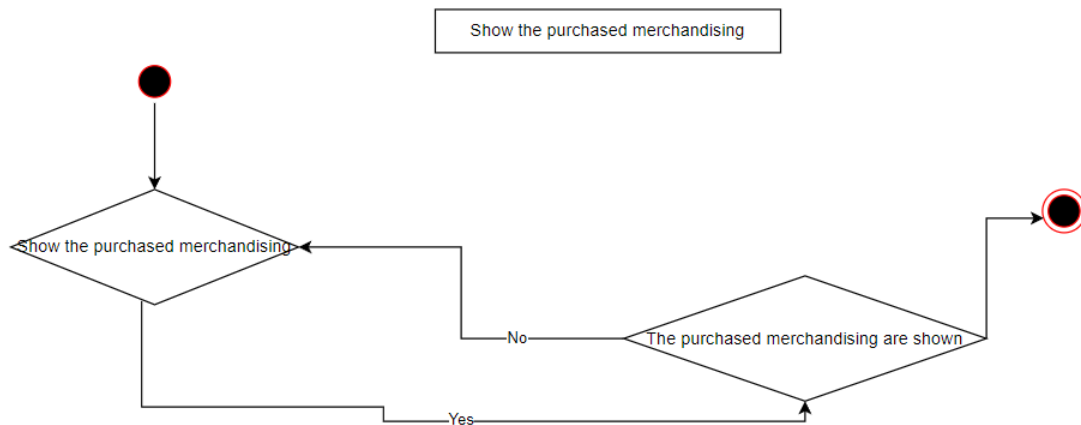 Show the purchased merchandising
Show the purchased merchandising
No
The purchased merchandising are shown
Yes